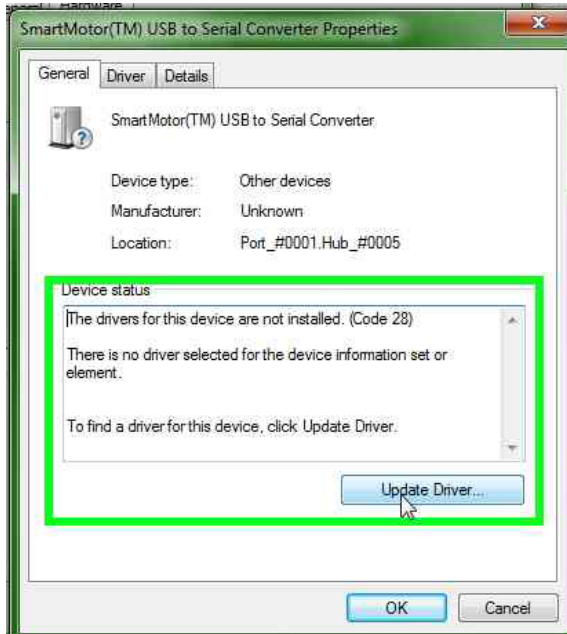 Hardware
SmartMotor(TM) USB to Serial Converter Properties
General Driver Details
SmartMotor(TM) USB to Serial Converter
Device type: Other devices
Manufacturer: Unknown
Location: Port_#0001.Hub_#0005
Device status
The drivers for this device are not installed. (Code 28)
There is no driver selected for the device information set or
element.
To find a driver for this device, click Update Driver.
Update Driver...
OK Cancel